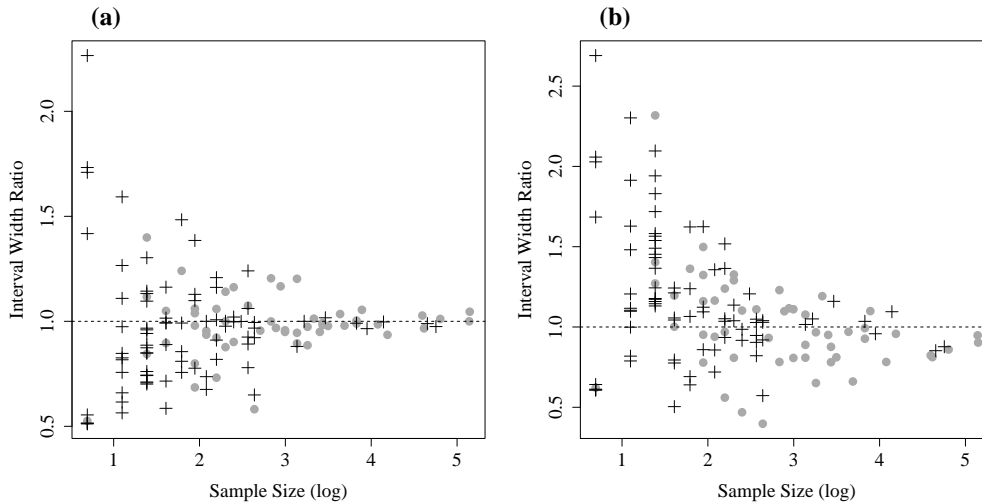 (a)
(b)
Interval Width Ratio
0.5
1.0
1.5
2.0
1 2 3 4 5
Sample Size (log)
Interval Width Ratio
0.5
1.0
1.5
2.0
2.5
1 2 3 4 5
Sample Size (log)